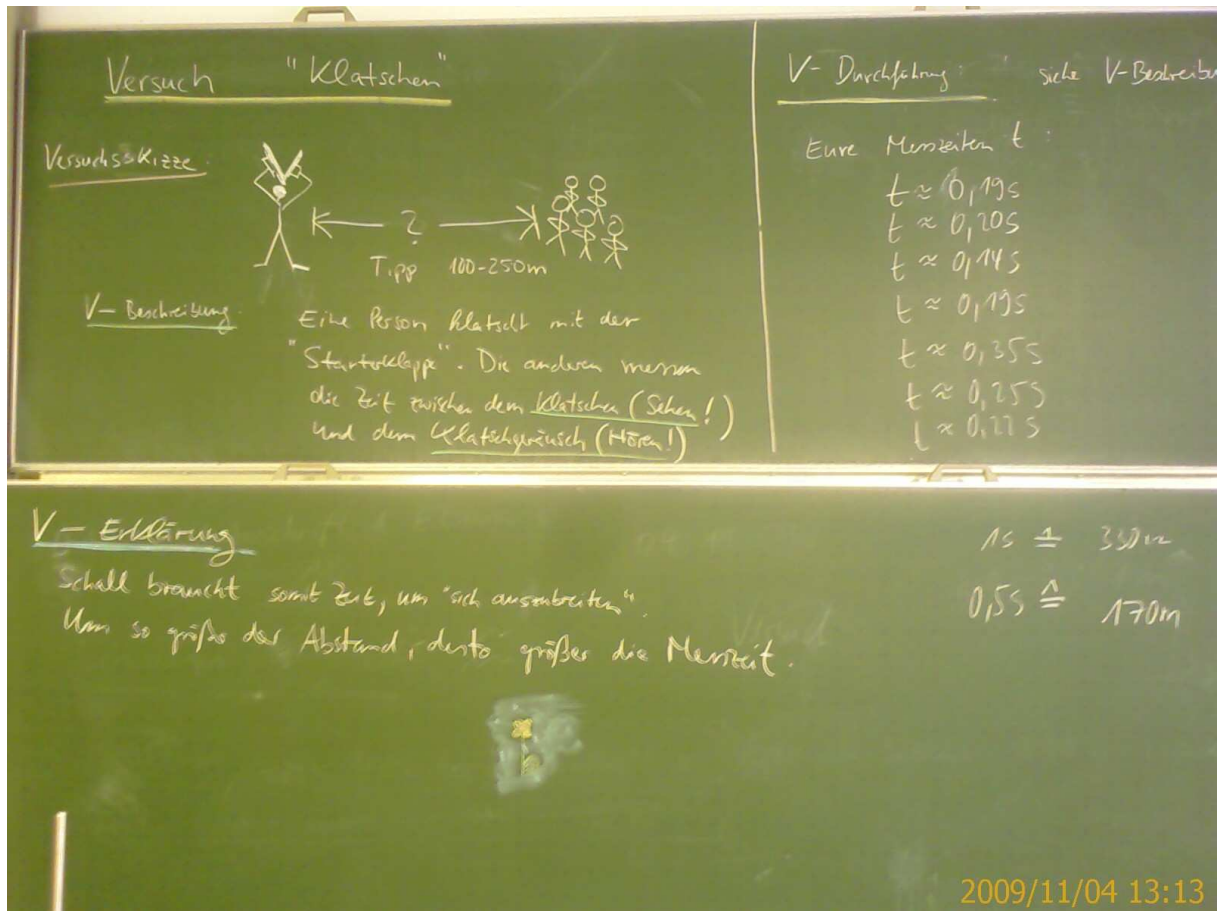 Versuch "Klatschen"
Versuchsskizze:
?
Tipp 100-250m
V- Beschreibung:
Eine Person klatscht mit der
"Starterklappe". Die anderen messen
die Zeit zwischen dem Klatschen (Sehen!)
und dem Klatschgeräusch (Hören!)
V- Durchführung: siehe V-Beschreibun
Eure Messzeiten t:
t ≈ 0,19s
t ≈ 0,20s
t ≈ 0,14s
t ≈ 0,19s
t ≈ 0,35s
t ≈ 0,25s
t ≈ 0,22s
V- Erklärung
Schall braucht somit Zeit, um "sich auszubreiten".
Um so größer der Abstand, desto größer die Messzeit.
1s ≙
0,5s ≙ 170m
2009/11/04 13:13